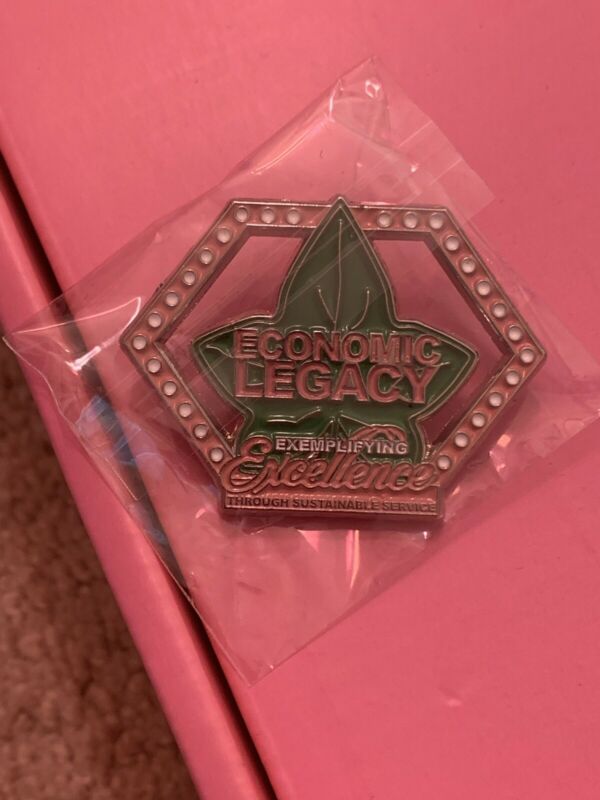 ECONOMIC
LEGACY
EXEMPLIFYING
Excellence
THROUGH SUSTAINABLE SERVICE